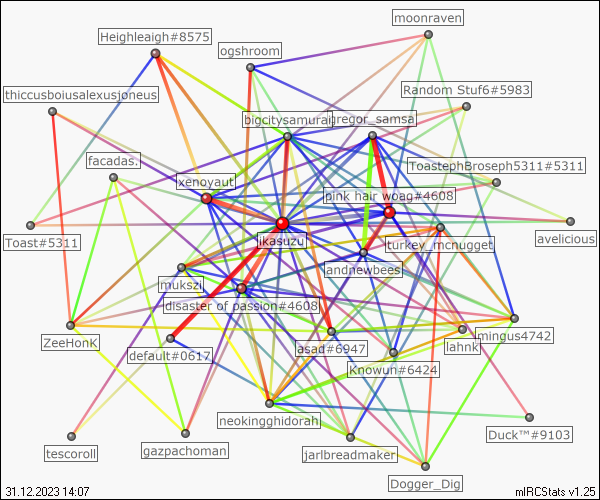 moonraven
Heighleaigh#8575
ogshroom
Random Stuf6#5983
thiccusboiusalexusjoneus
bigcitysamurai
gregor_samsa
facadas.
ToastephBroseph5311#5311
xenoyaut
pink hair woag#4608
Toast#5311
likasuzu
turkey_mcnugget
avelicious
landnewbees
mukszi
disaster of passion#4608
ZeeHonK
default#0617
asad#6947
lahnk
mingus4742
Knowun#6424
neokingghidorah
Duck™#9103
tescoroll
gazpachoman
jarlbreadmaker
Dogger_Dig
31.12.2023 14:07
mIRCStats v1.25